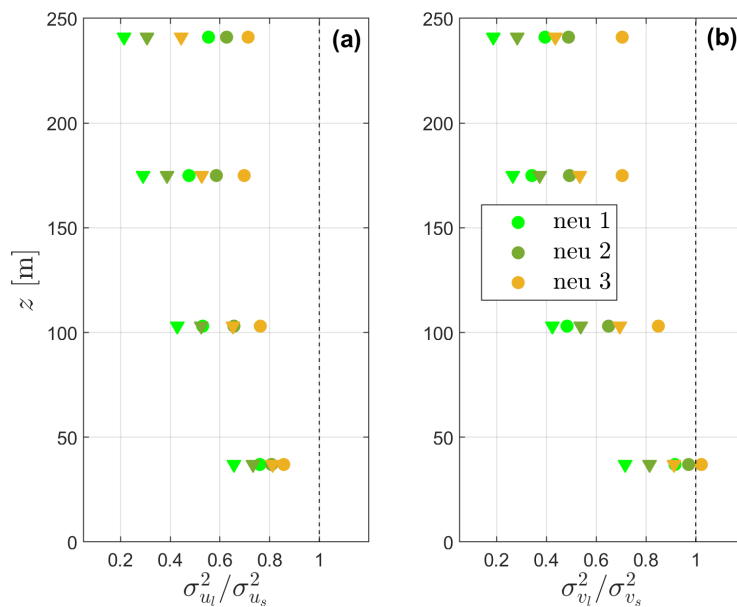 250
200
150
100
50
0
z [m]
(a)
0.2 0.4 0.6 0.8 1
σ²_{u_l}/σ²_{u_s}
250
200
150
100
50
0
(b)
neu 1
neu 2
neu 3
0.2 0.4 0.6 0.8 1
σ²_{v_l}/σ²_{v_s}